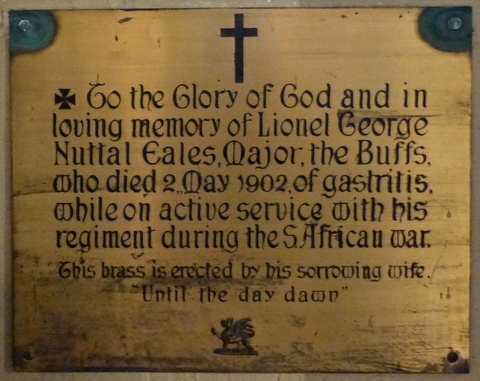 ✠ To the Glory of God and in
loving memory of Lionel George
Nuttal Eales, Major, the Buffs,
who died 2, May 1902, of gastritis,
while on active service with his
regiment during the S. African war.
This brass is erected by his sorrowing wife.
"Until the day dawn"